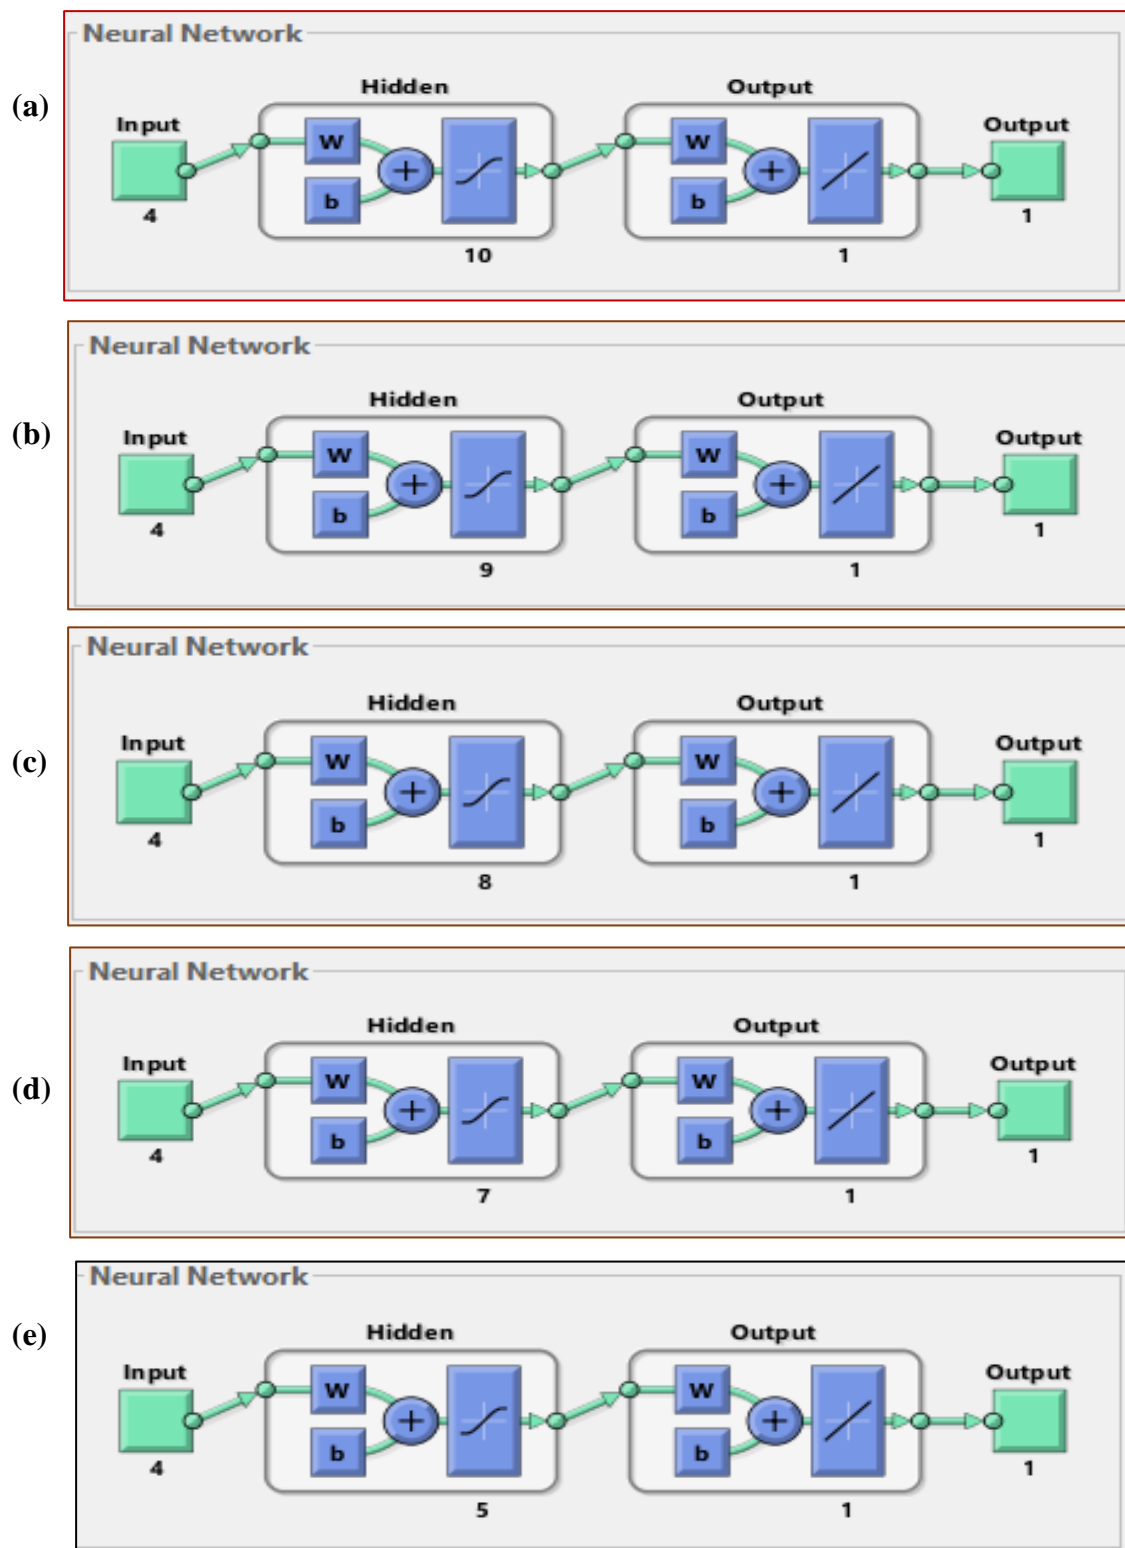 Neural Network
(a)
Hidden
Output
Input
Output
W
W
b
b
4
1
10
1
Neural Network
(b)
Hidden
Output
Input
Output
W
W
b
b
4
1
9
1
Neural Network
(c)
Hidden
Output
Input
Output
W
W
b
b
4
1
8
1
Neural Network
(d)
Hidden
Output
Input
Output
W
W
b
b
4
1
7
1
Neural Network
(e)
Hidden
Output
Input
Output
W
W
b
b
4
1
5
1